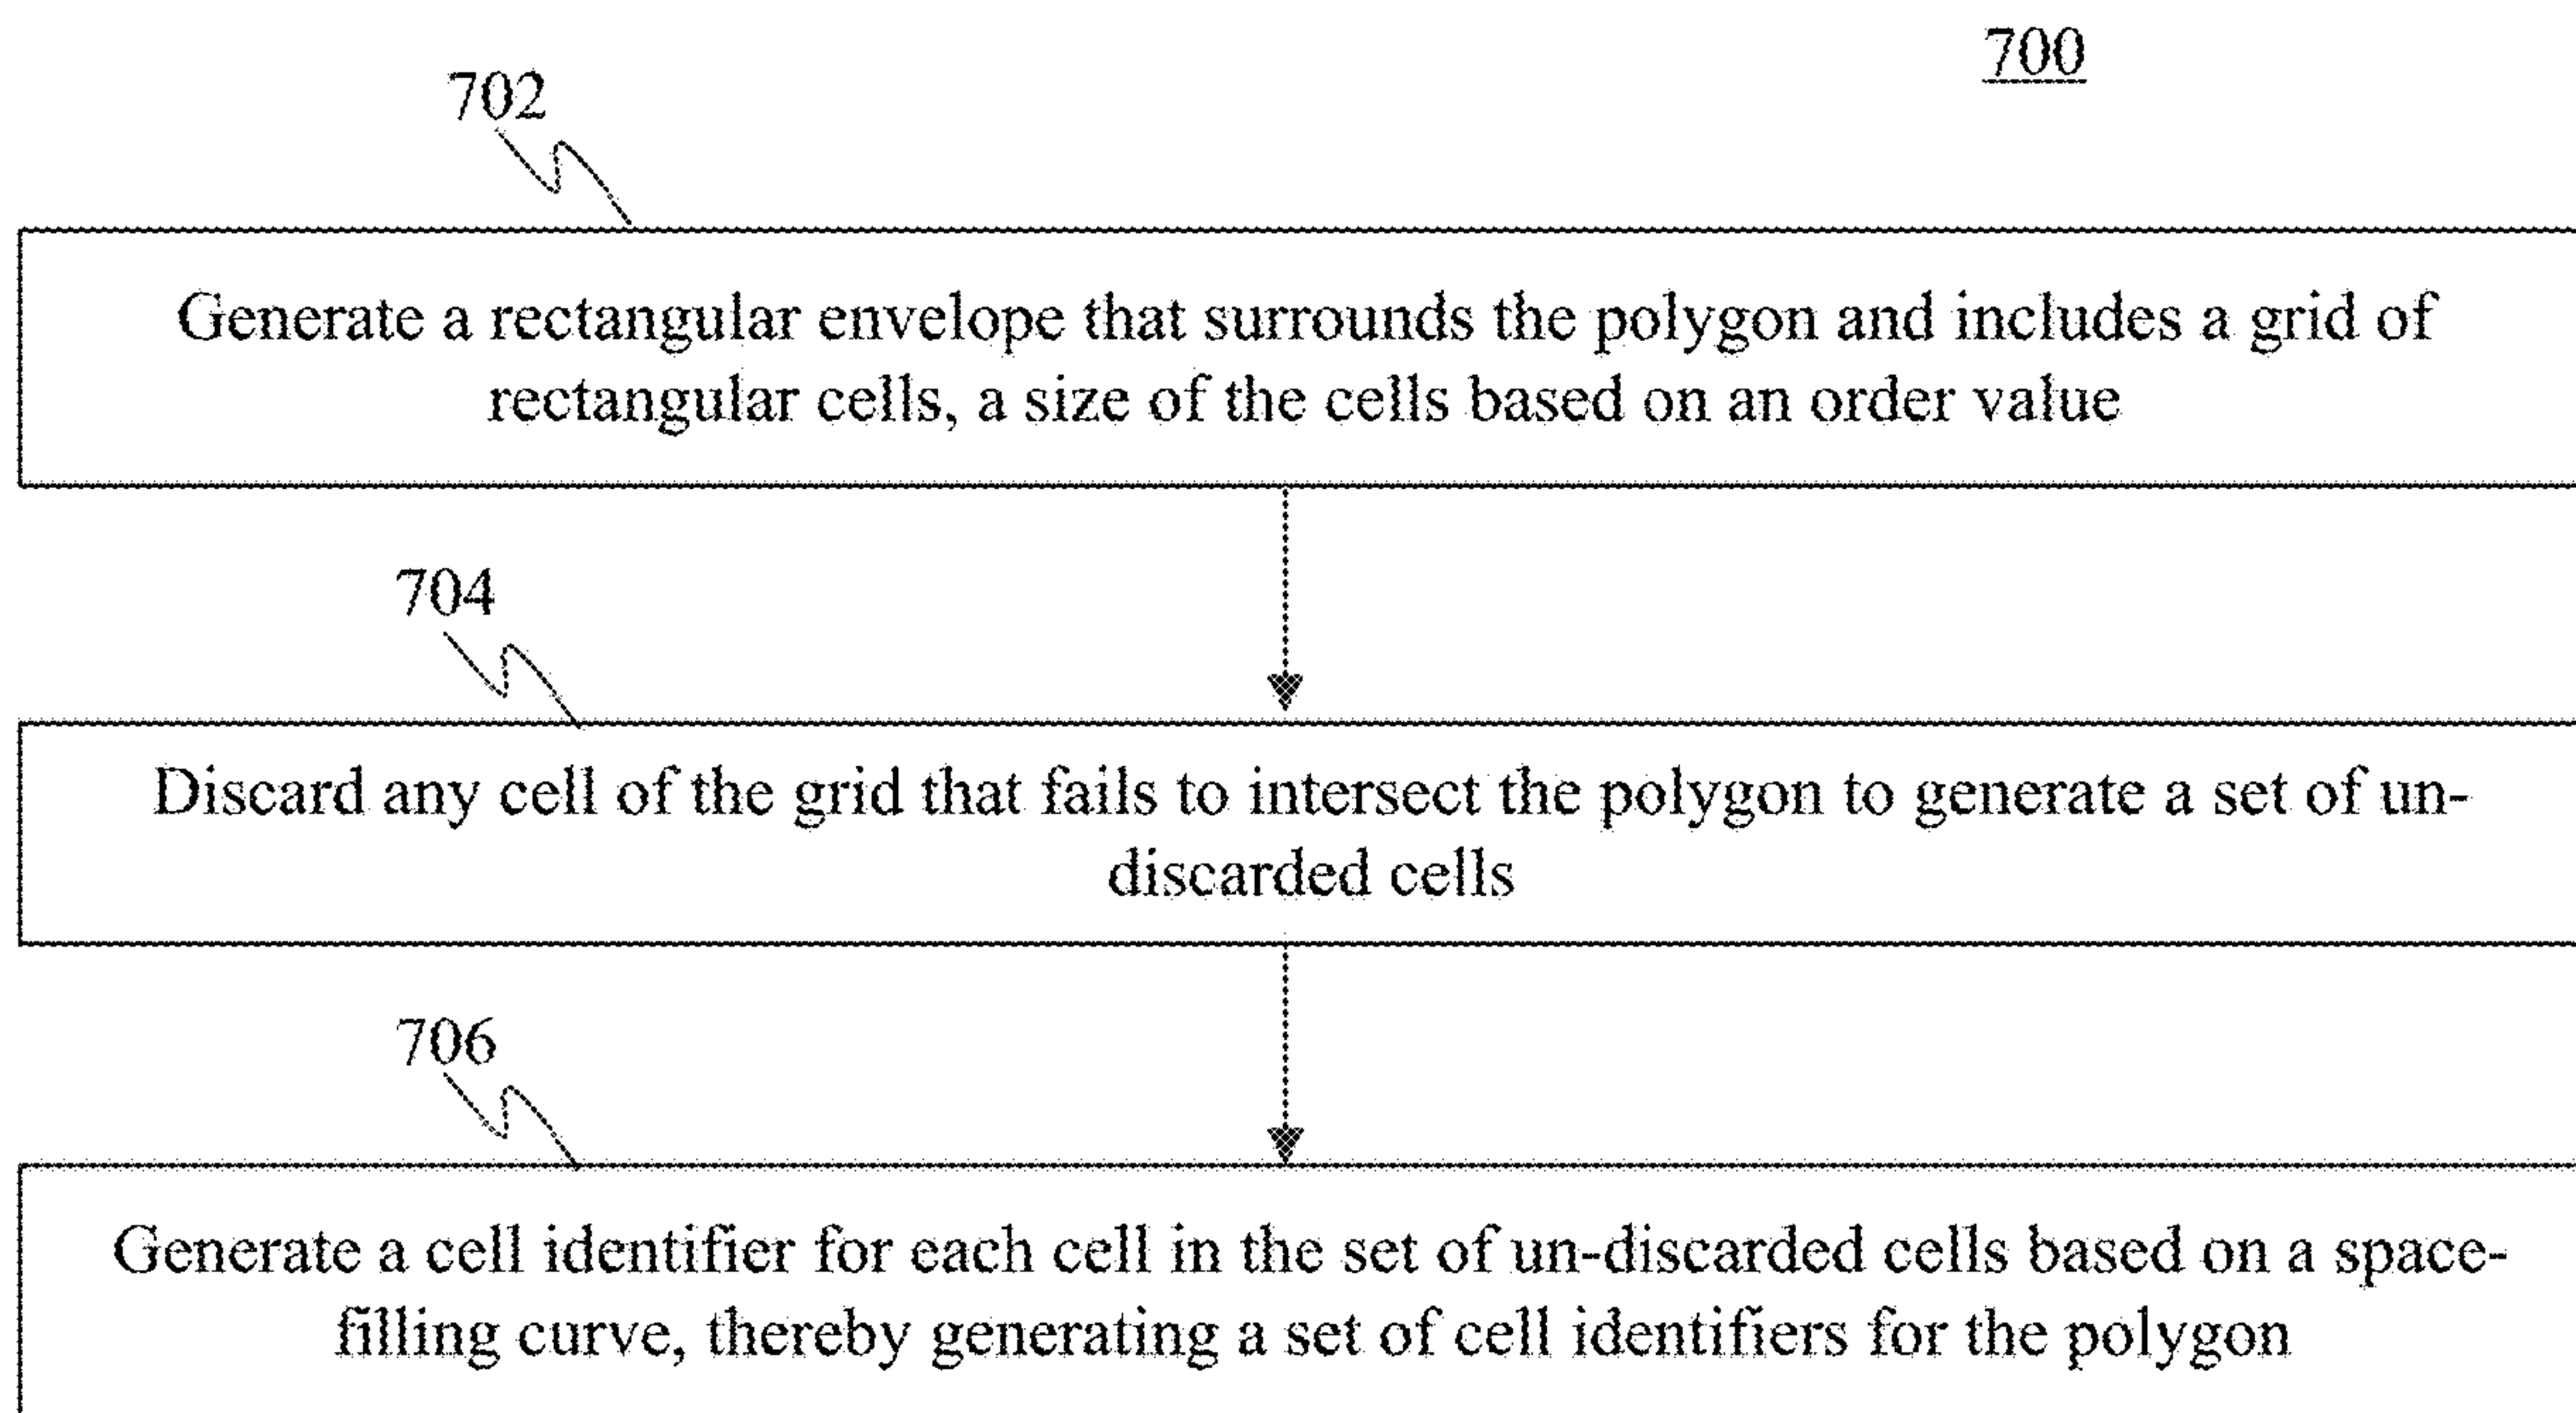 700
702
Generate a rectangular envelope that surrounds the polygon and includes a grid of
rectangular cells, a size of the cells based on an order value
704
Discard any cell of the grid that fails to intersect the polygon to generate a set of un-
discarded cells
706
Generate a cell identifier for each cell in the set of un-discarded cells based on a space-
filling curve, thereby generating a set of cell identifiers for the polygon